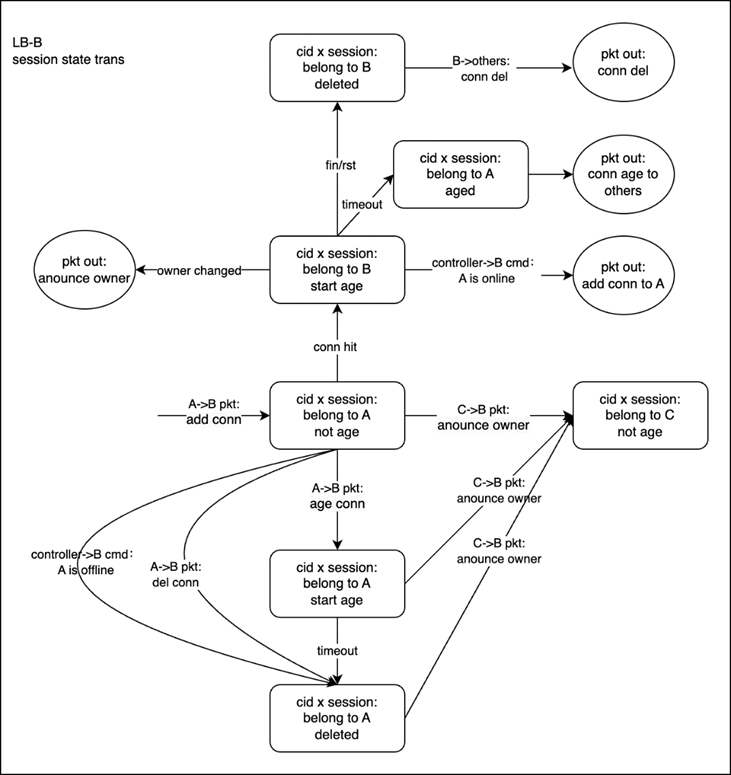 LB-B
session state trans
cid x session:
belong to B
deleted
B->others:
conn del
pkt out:
conn del
fin/rst
cid x session:
belong to A
aged
timeout
pkt out:
conn age to
others
pkt out:
anounce owner
owner changed
cid x session:
belong to B
start age
controller->B cmd:
A is online
pkt out:
add conn to A
conn hit
A->B pkt:
add conn
cid x session:
belong to A
not age
C->B pkt:
anounce owner
cid x session:
belong to C
not age
A->B pkt:
age conn
C->B pkt:
anounce owner
controller->B cmd:
A is offline
A->B pkt:
del conn
C->B pkt:
anounce owner
cid x session:
belong to A
start age
timeout
cid x session:
belong to A
deleted